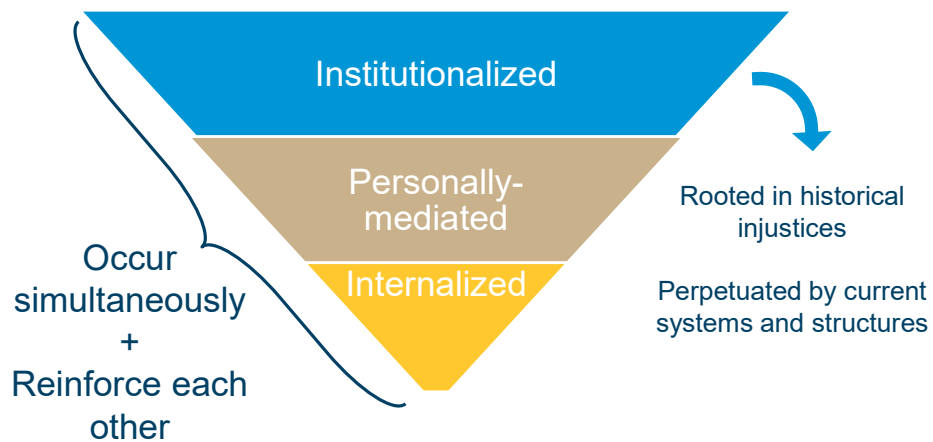 Institutionalized
Personally-
mediated
Internalized
Rooted in historical
injustices
Perpetuated by current
systems and structures
Occur
simultaneously
+
Reinforce each
other